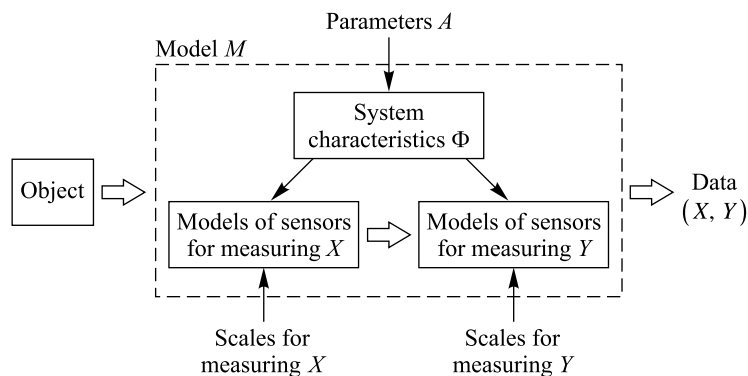 Parameters A
Model M
System
characteristics Φ
Object
Models of sensors
for measuring X
Models of sensors
for measuring Y
Data
(X, Y)
Scales for
measuring X
Scales for
measuring Y